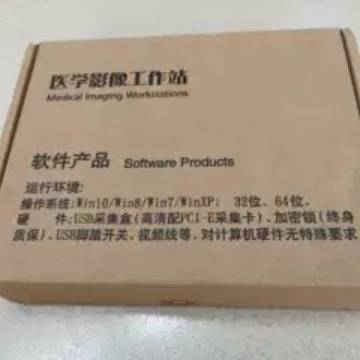 医学影像工作站
Medical Imaging Workstations
软件产品 Software Products
运行环境:
操作系统:Win10/Win8/Win7/WinXP; 32位、64位.
硬 件:USB采集盒(高清配PCI-E采集卡)、加密锁(终身
质保)、USB脚踏开关、视频线等、对计算机硬件无特殊要求